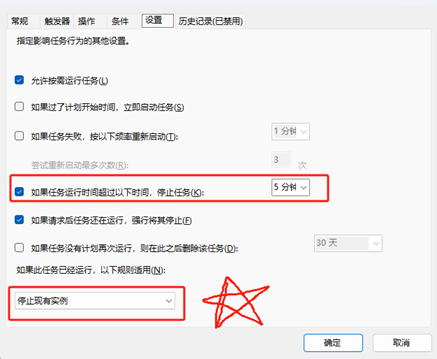 常规 触发器 操作 条件 设置 历史记录(已禁用)
指定影响任务行为的其他设置。
允许按需运行任务(L)
如果过了计划开始时间，立即启动任务(S)
如果任务失败，按以下频率重新启动(T): 1 分钟
尝试重新启动最多次数(R): 3 次
如果任务运行时间超过以下时间，停止任务(K): 5 分钟
如果请求后任务还在运行，强行将其停止(F)
如果任务没有计划再次运行，则在此之后删除该任务(D): 30 天
如果此任务已经运行，以下规则适用(N):
停止现有实例
确定 取消